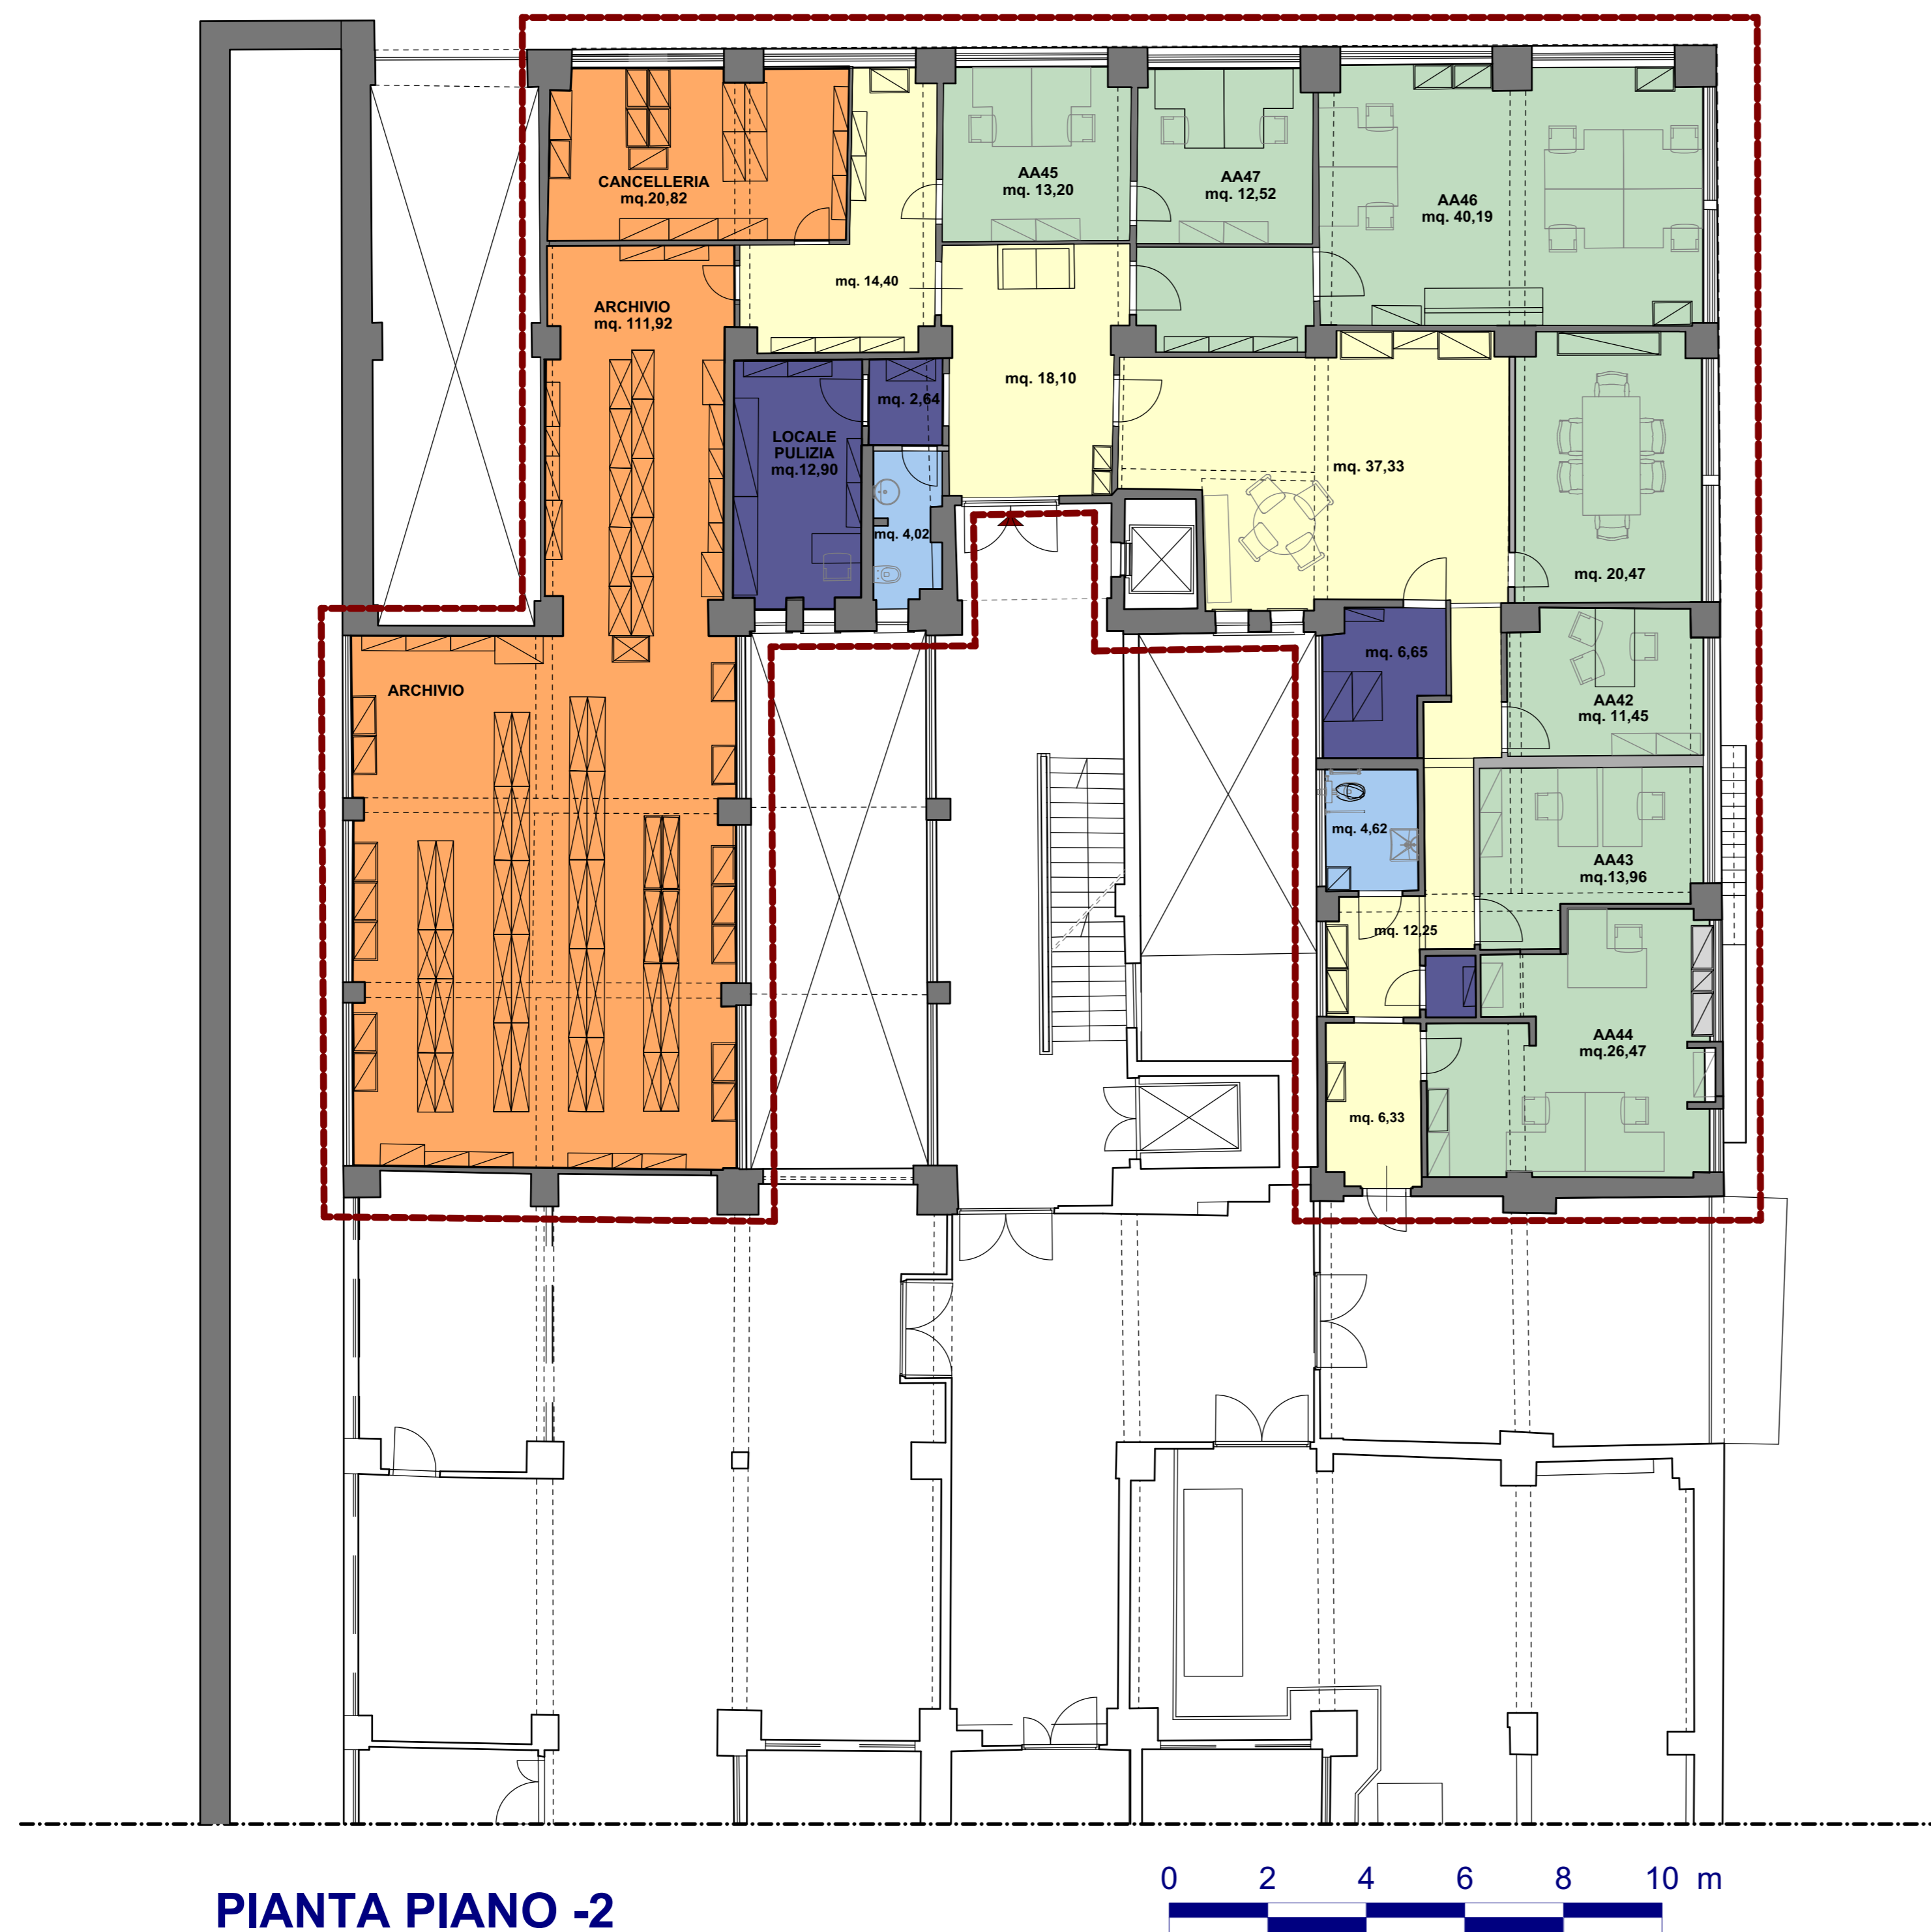 CANCELLERIA
mq.20,82
AA45
mq. 13,20
AA47
mq. 12,52
AA46
mq. 40,19
mq. 14,40
ARCHIVIO
mq. 111,92
mq. 18,10
mq. 2,64
LOCALE
PULIZIA
mq.12,90
mq. 37,33
mq. 4,02
mq. 20,47
mq. 6,65
ARCHIVIO
AA42
mq. 11,45
mq. 4,62
AA43
mq.13,96
mq. 12,25
AA44
mq.26,47
mq. 6,33
0 2 4 6 8 10 m
PIANTA PIANO -2